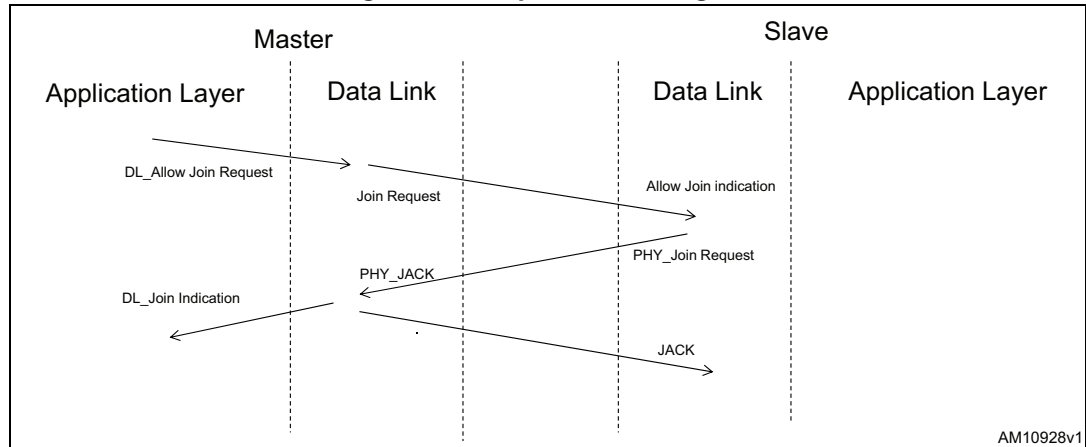 Master
Slave
Application Layer
Data Link
Data Link
Application Layer
DL_Allow Join Request
Join Request
Allow Join indication
PHY_Join Request
PHY_JACK
DL_Join Indication
JACK
AM10928v1